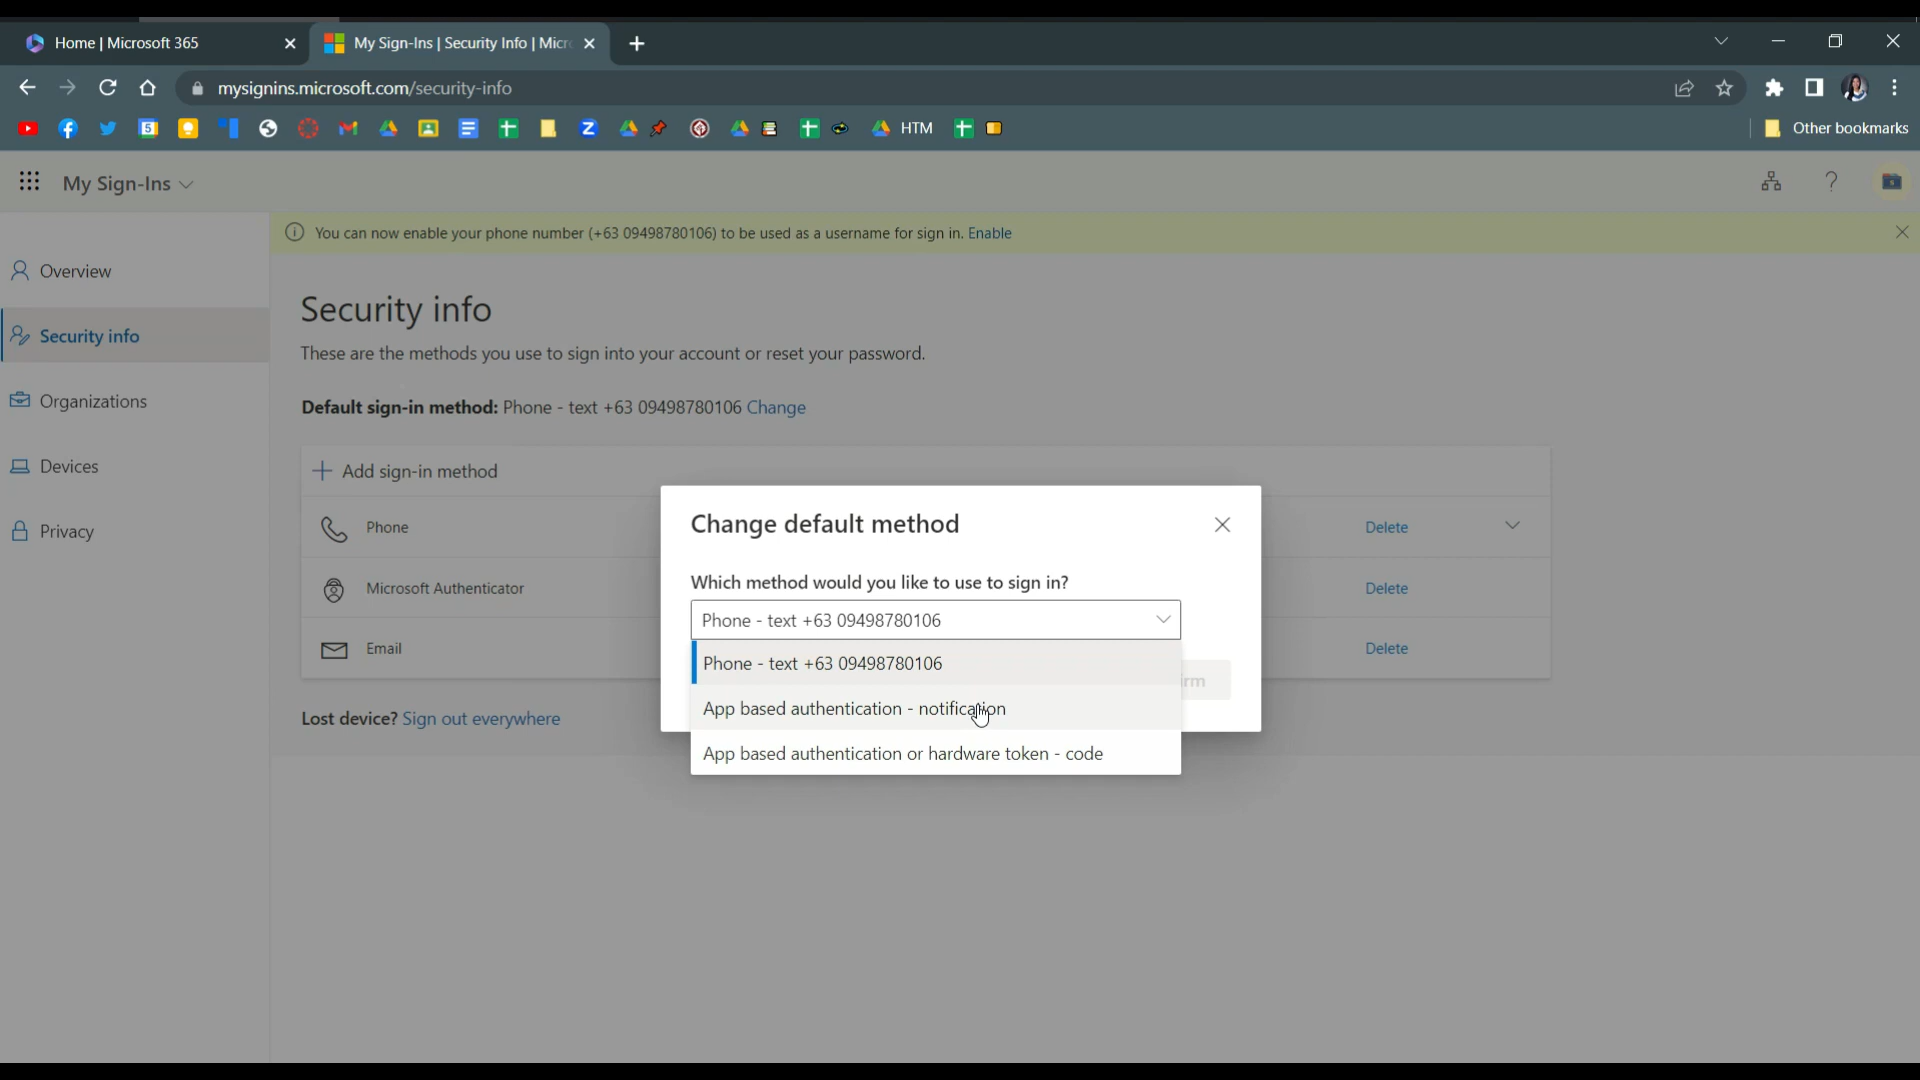 Home | Microsoft 365
My Sign-Ins | Security Info | Micr
mysignins.microsoft.com/security-info
HTM
Other bookmarks
My Sign-Ins
You can now enable your phone number (+63 09498780106) to be used as a username for sign in. Enable
Overview
Security info
Organizations
Devices
Privacy
Security info
These are the methods you use to sign into your account or reset your password.
Default sign-in method: Phone - text +63 09498780106 Change
Add sign-in method
Phone
Delete
Microsoft Authenticator
Delete
Email
Delete
Lost device? Sign out everywhere
Change default method
Which method would you like to use to sign in?
Phone - text +63 09498780106
Phone - text +63 09498780106
App based authentication - notification
App based authentication or hardware token - code
irm